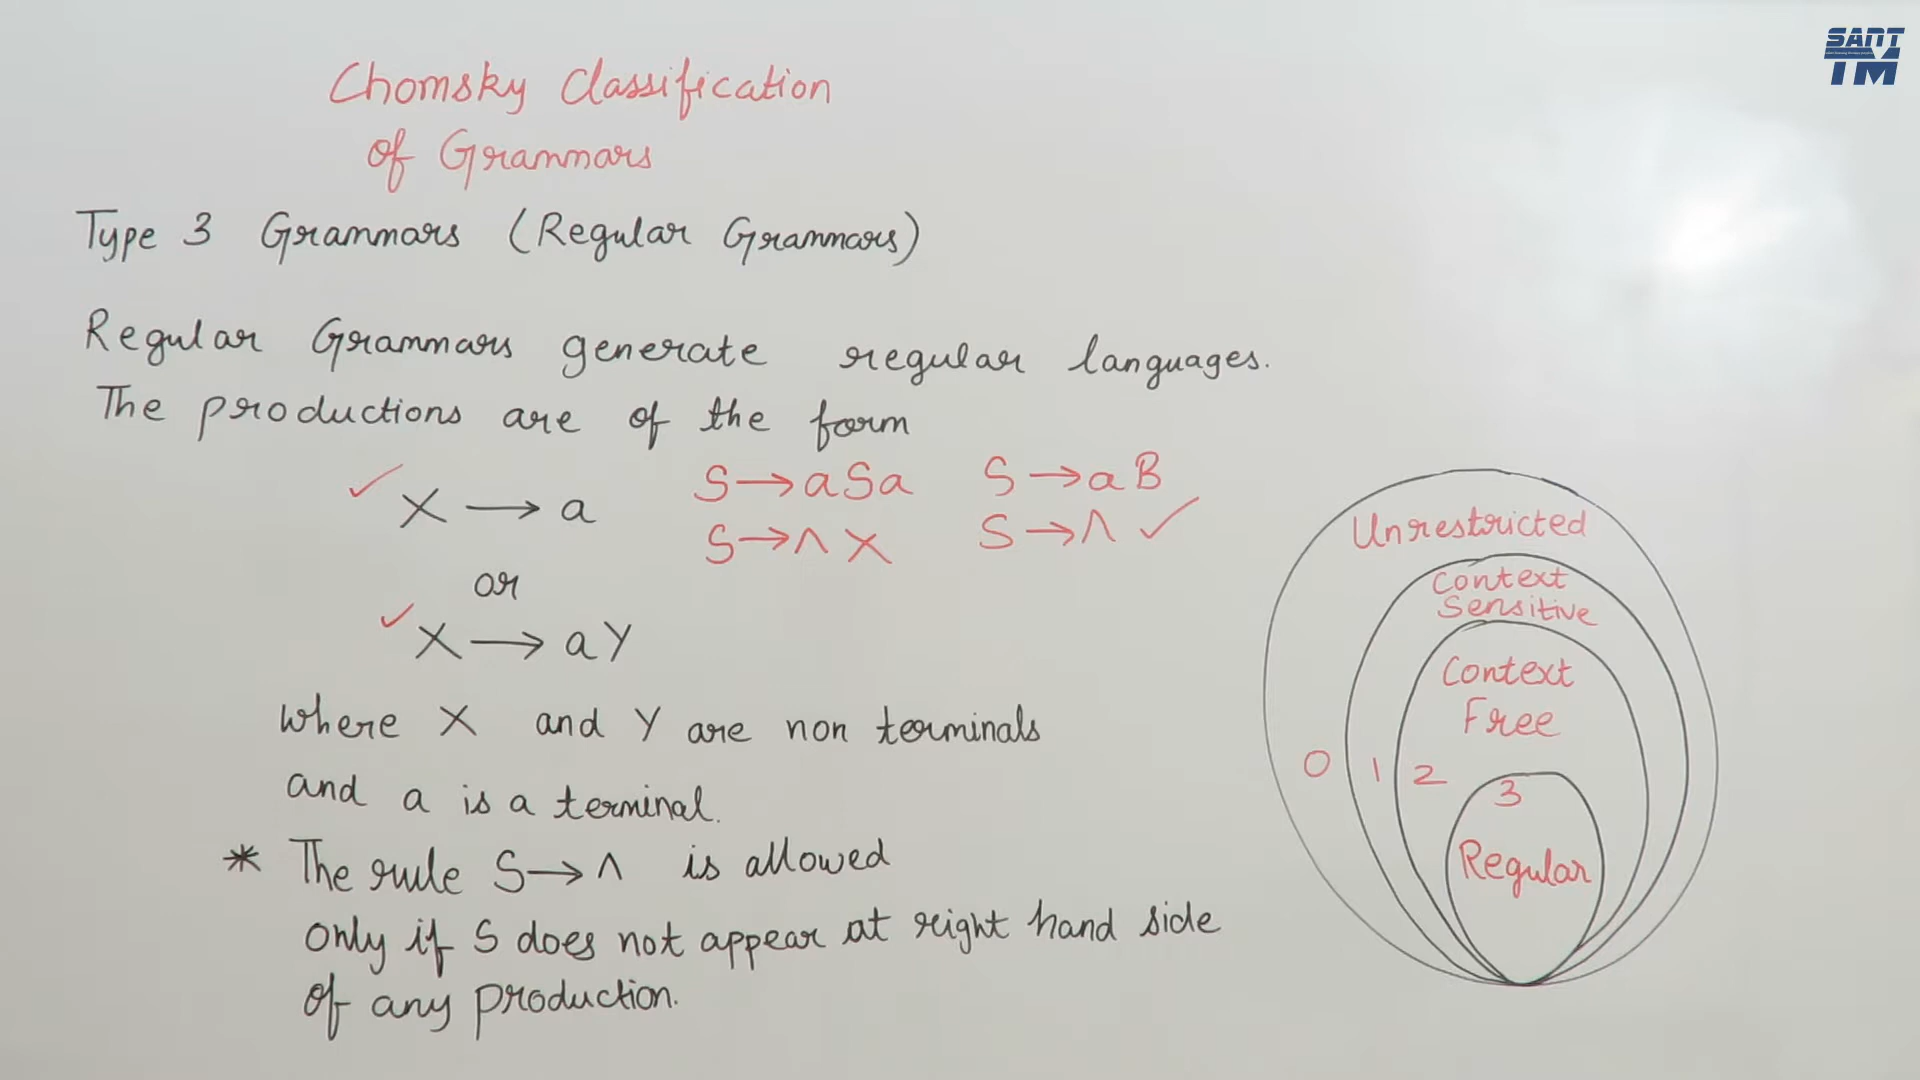 SANT
TM
Chomsky Classification
of Grammars
Type 3 Grammars (Regular Grammars)
Regular Grammars generate regular languages.
The productions are of the form
✓ X → a
or
✓ X → aY
S → aSa
S → ∧ X
S → aB
S → ∧ ✓
where X and Y are non terminals
and a is a terminal.
* The rule S → ∧ is allowed
only if S does not appear at right hand side
of any production.
Unrestricted
Context
Sensitive
Context
Free
0 1 2 3
Regular